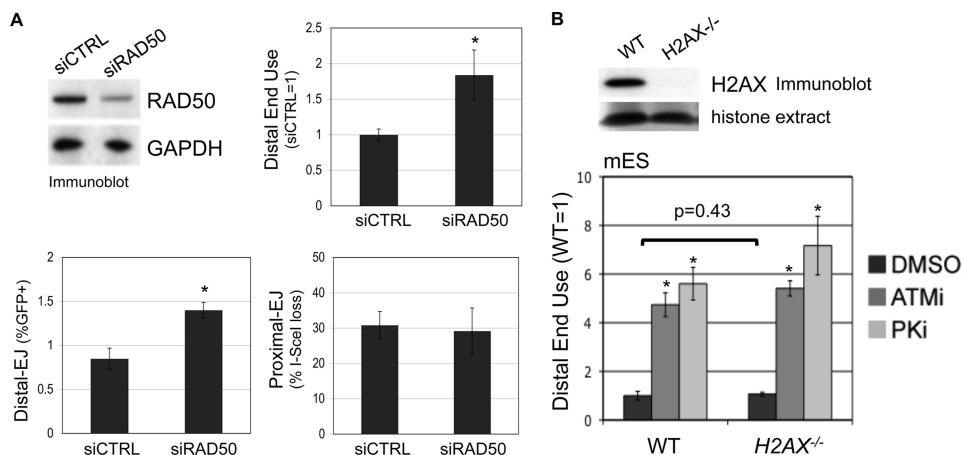 A
siCTRL
siRAD50
RAD50
GAPDH
Immunoblot
Distal End Use
(siCTRL=1)
2.5
2
1.5
1
0.5
0
*
siCTRL
siRAD50
Distal-EJ (%GFP+)
2
1.5
1
0.5
0
*
siCTRL
siRAD50
Proximal-EJ
(% I-SceI loss)
50
40
30
20
10
0
siCTRL
siRAD50
B
WT
H2AX-/-
H2AX Immunoblot
histone extract
mES
Distal End Use (WT=1)
10
8
6
4
2
0
p=0.43
*
*
*
*
WT
H2AX-/-
DMSO
ATMi
PKi